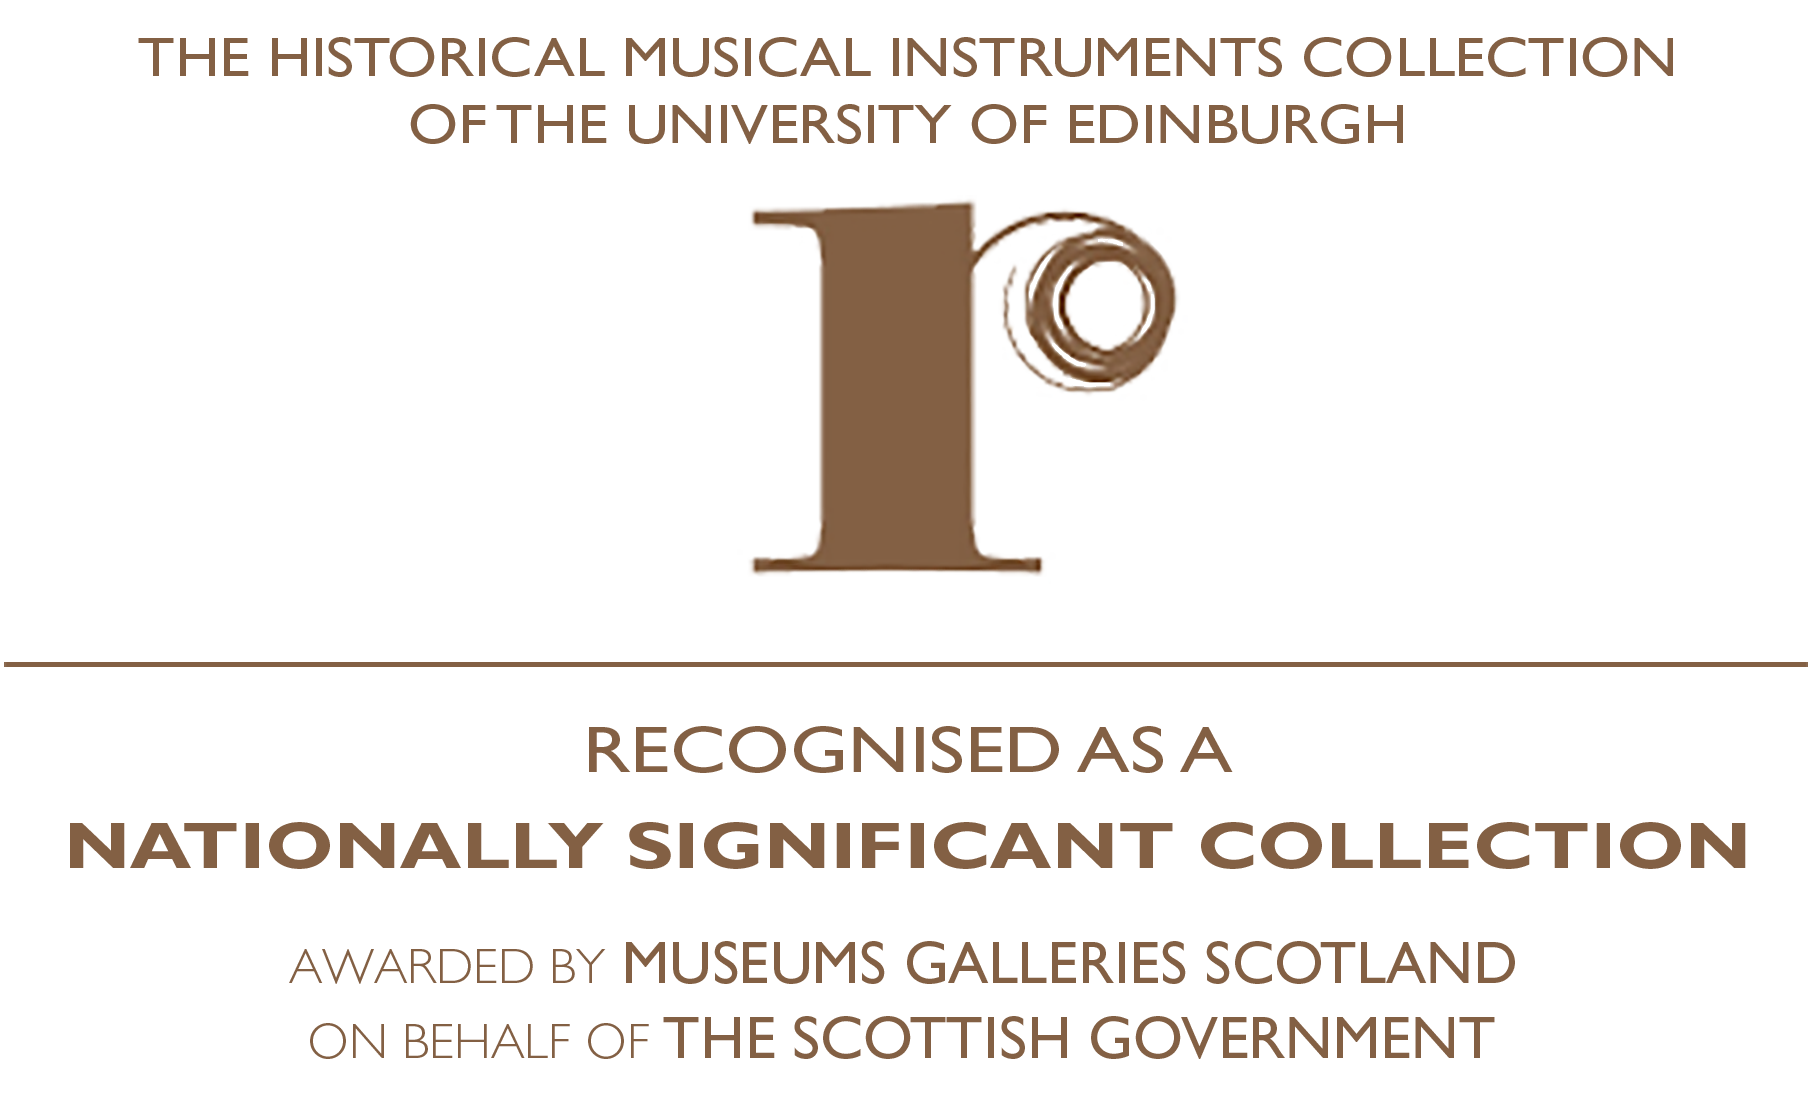 THE HISTORICAL MUSICAL INSTRUMENTS COLLECTION
OF THE UNIVERSITY OF EDINBURGH
r
RECOGNISED AS A
NATIONALLY SIGNIFICANT COLLECTION
AWARDED BY MUSEUMS GALLERIES SCOTLAND
ON BEHALF OF THE SCOTTISH GOVERNMENT